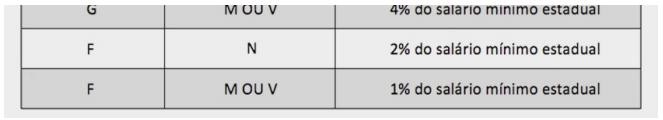 G M OU V 4% do salário mínimo estadual
F N 2% do salário mínimo estadual
F M OU V 1% do salário mínimo estadual